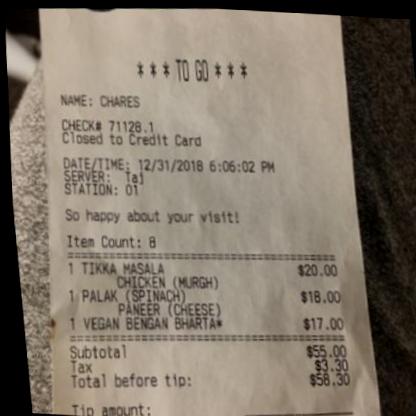 * * * TO GO * * *
NAME: CHARES
CHECK# 71128.1
Closed to Credit Card
DATE/TIME: 12/31/2018 6:06:02 PM
SERVER: Taj
STATION: 01
So happy about your visit!
Item Count: 8
1 TIKKA MASALA $20.00
CHICKEN (MURGH)
1 PALAK (SPINACH) $18.00
PANEER (CHEESE)
1 VEGAN BENGAN BHARTA* $17.00
Subtotal $55.00
Tax $3.30
Total before tip: $58.30
Tip amount: